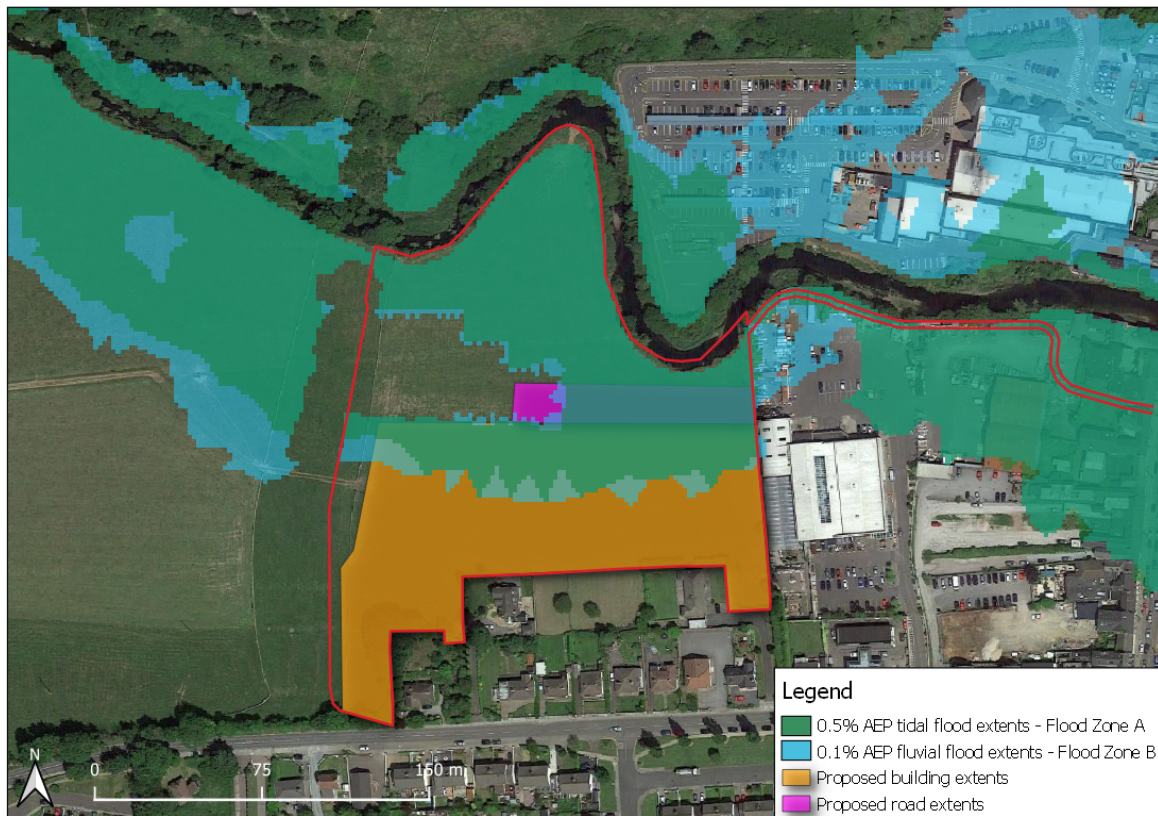 Legend
0.5% AEP tidal flood extents - Flood Zone A
0.1% AEP fluvial flood extents - Flood Zone B
Proposed building extents
Proposed road extents
N
0 75 150 m